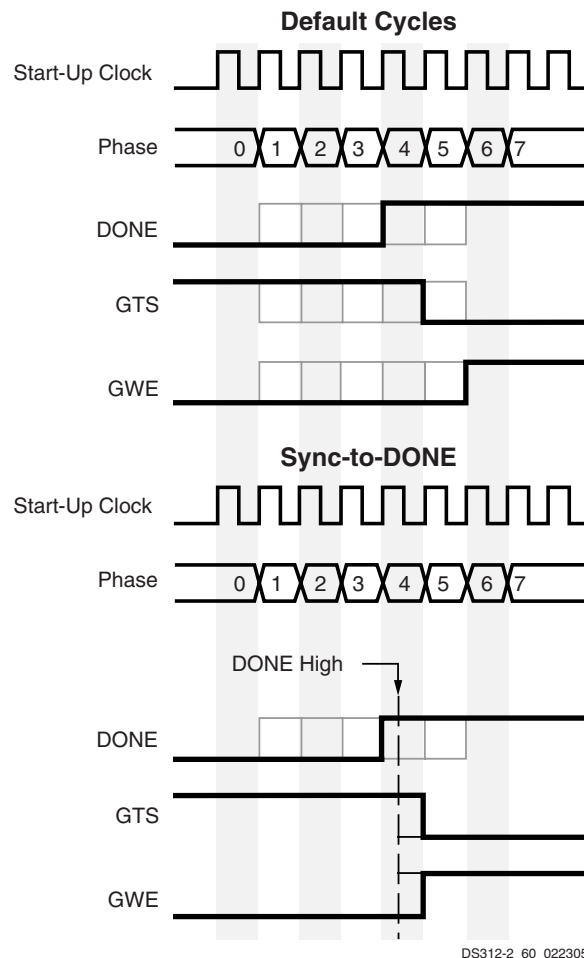 Default Cycles
Start-Up Clock
Phase
0 1 2 3 4 5 6 7
DONE
GTS
GWE
Sync-to-DONE
Start-Up Clock
Phase
0 1 2 3 4 5 6 7
DONE High
DONE
GTS
GWE
DS312-2_60_022305